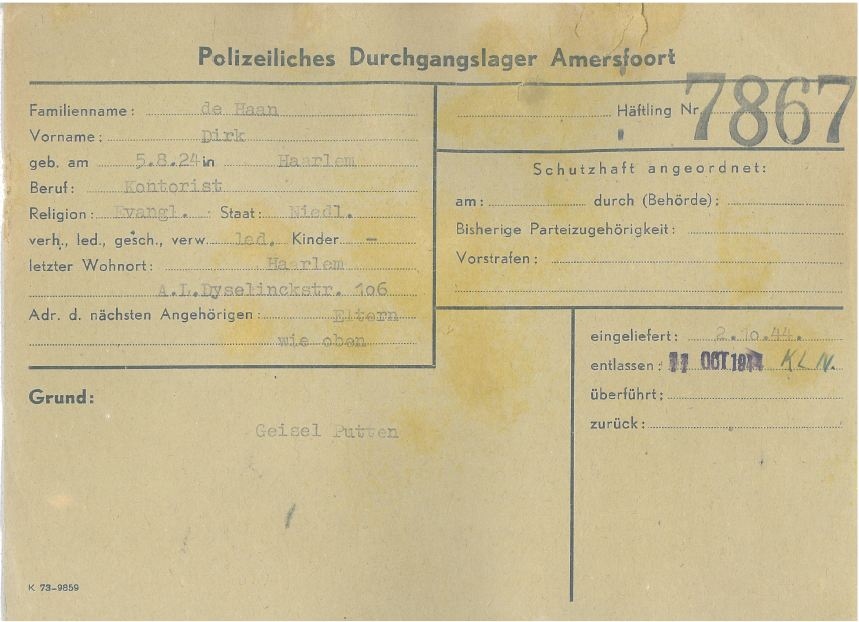 Polizeiliches Durchgangslager Amersfoort
Familienname: de Haan
Vorname: Dirk
geb. am 5.8.24 in Haarlem
Beruf: Kontorist
Religion: Evangl. Staat: Niedl.
verh., led., gesch., verw. led. Kinder –
letzter Wohnort: Haarlem
A.L.Dyselinckstr. 106
Adr. d. nächsten Angehörigen: Eltern
wie oben
Häftling Nr. 7867
Schutzhaft angeordnet:
am: durch (Behörde):
Bisherige Parteizugehörigkeit:
Vorstrafen:
eingeliefert: 2.10.44.
entlassen: 11 OCT 1944 KLN.
überführt:
zurück:
Grund:
Geisel Putten
K 73-9859